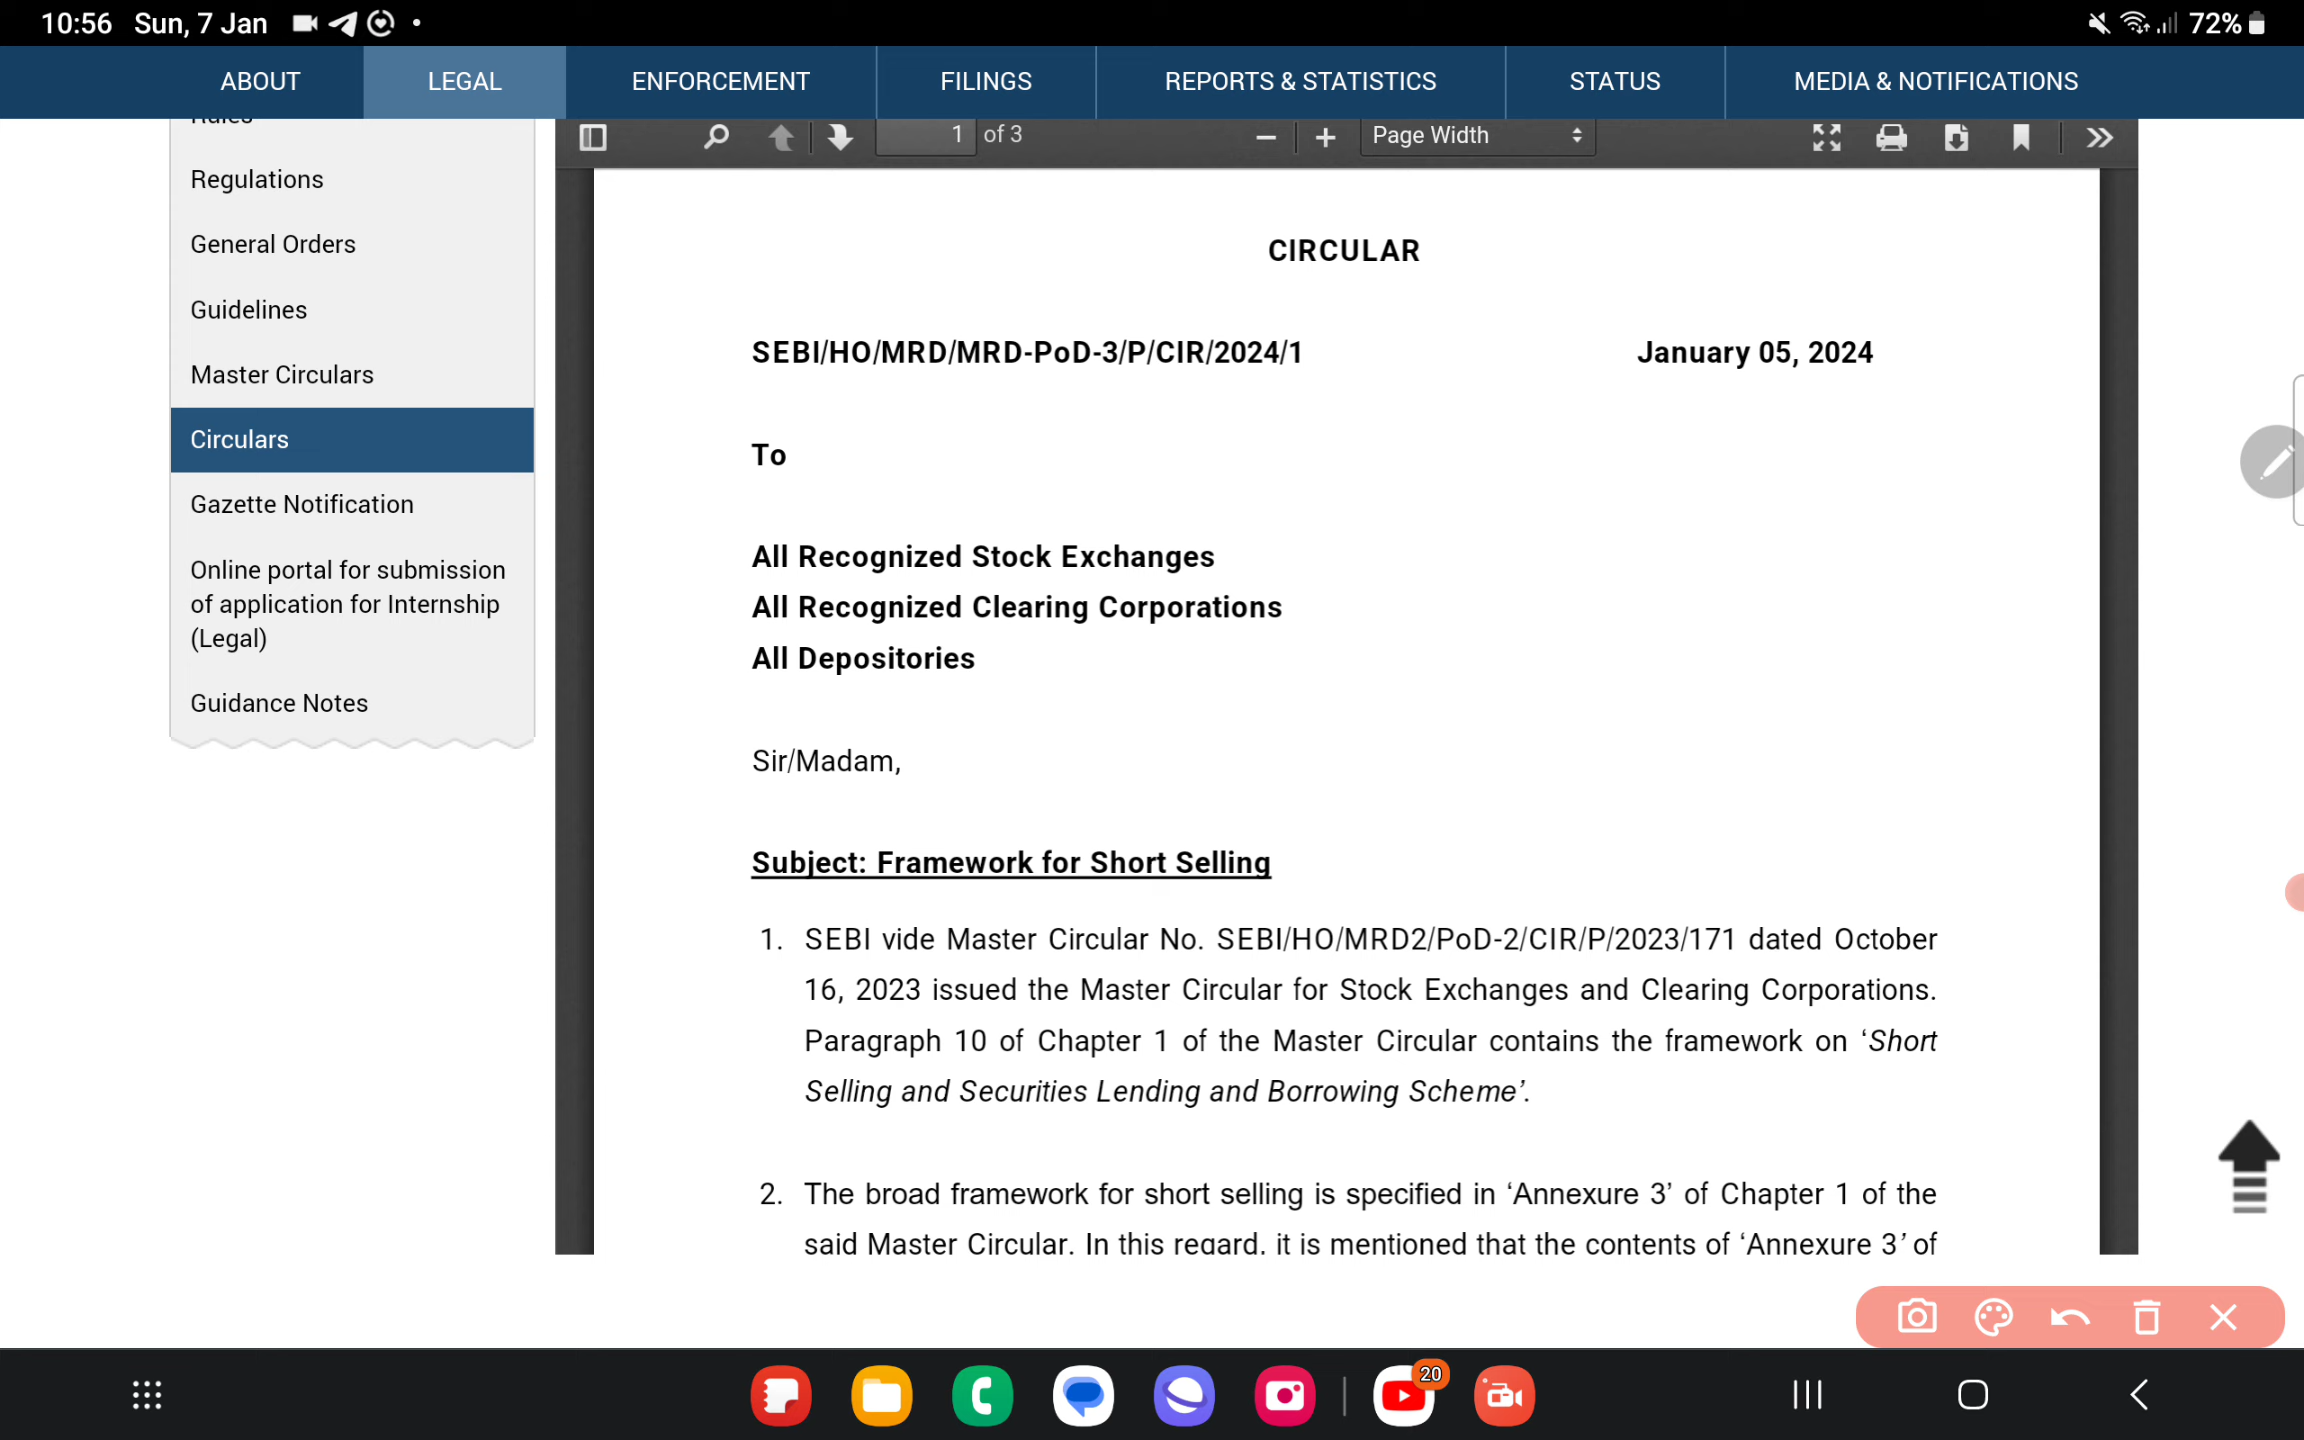 10:56 Sun, 7 Jan
72%
ABOUT LEGAL ENFORCEMENT FILINGS REPORTS & STATISTICS STATUS MEDIA & NOTIFICATIONS
Rules
Regulations
General Orders
Guidelines
Master Circulars
Circulars
Gazette Notification
Online portal for submission
of application for Internship
(Legal)
Guidance Notes
1 of 3
Page Width
CIRCULAR
SEBI/HO/MRD/MRD-PoD-3/P/CIR/2024/1 January 05, 2024
To
All Recognized Stock Exchanges
All Recognized Clearing Corporations
All Depositories
Sir/Madam,
Subject: Framework for Short Selling
1. SEBI vide Master Circular No. SEBI/HO/MRD2/PoD-2/CIR/P/2023/171 dated October
16, 2023 issued the Master Circular for Stock Exchanges and Clearing Corporations.
Paragraph 10 of Chapter 1 of the Master Circular contains the framework on ‘Short
Selling and Securities Lending and Borrowing Scheme’.
2. The broad framework for short selling is specified in ‘Annexure 3’ of Chapter 1 of the
said Master Circular. In this regard, it is mentioned that the contents of ‘Annexure 3’ of
20